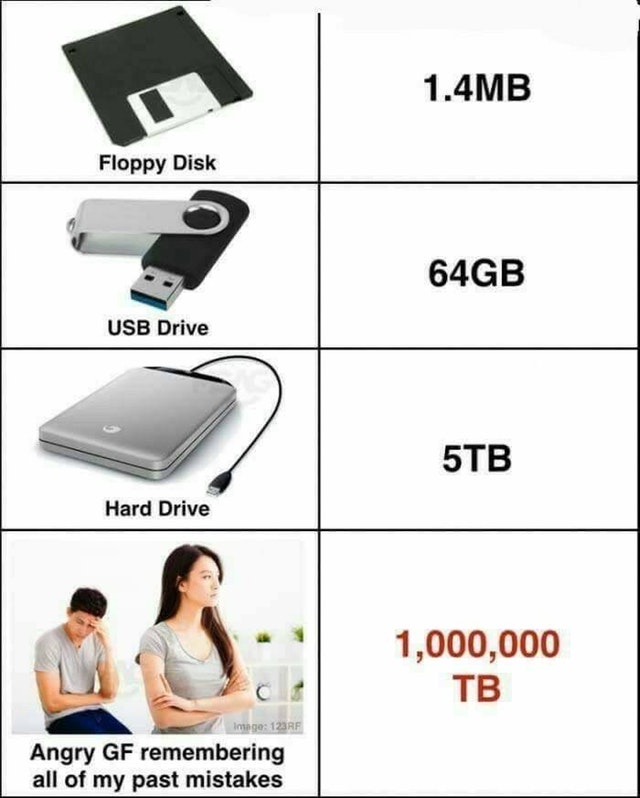 1.4MB
Floppy Disk
64GB
USB Drive
5TB
Hard Drive
1,000,000
TB
Image: 123RF
Angry GF remembering
all of my past mistakes